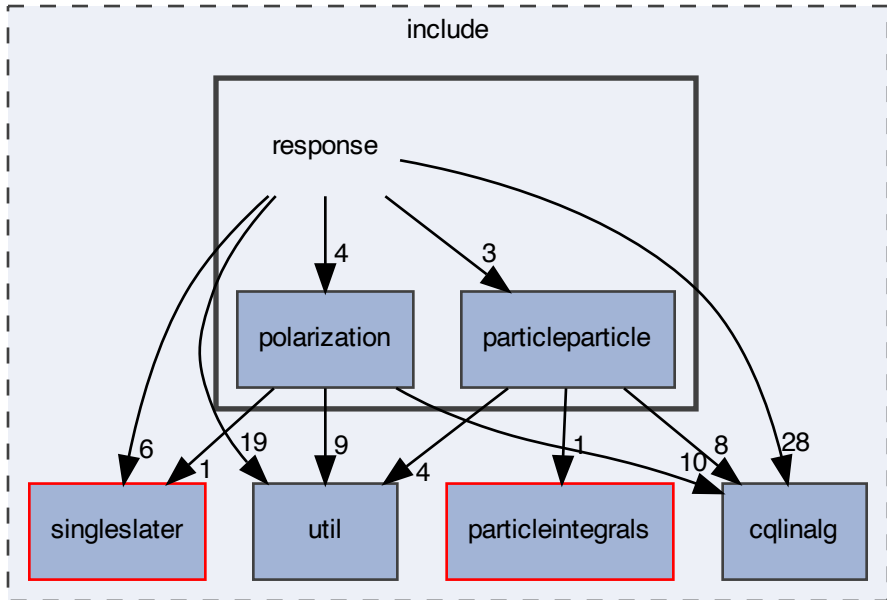 include
response
4
3
polarization
particleparticle
6
1
19
9
4
1
10
8
28
singleslater
util
particleintegrals
cqlinalg